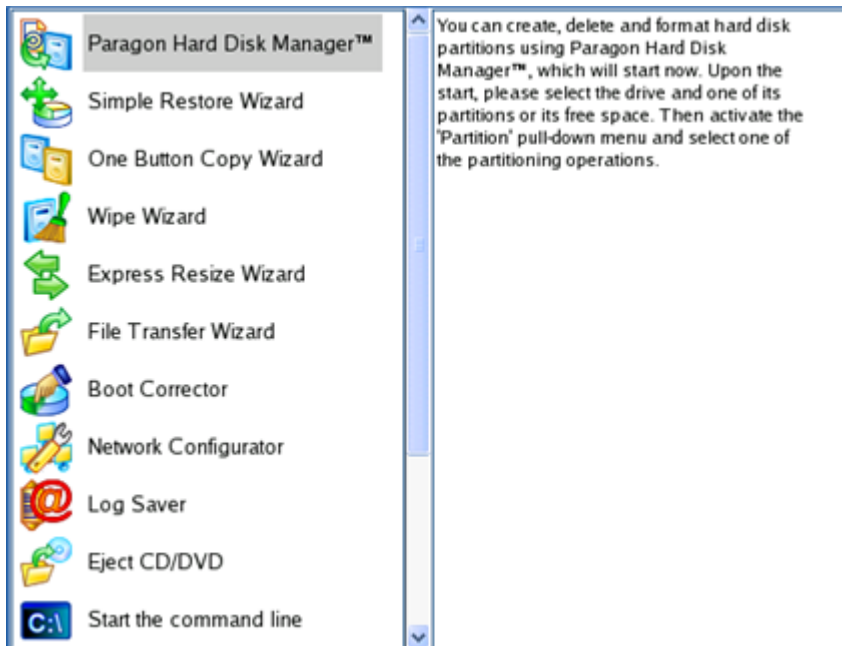 Paragon Hard Disk Manager™
Simple Restore Wizard
One Button Copy Wizard
Wipe Wizard
Express Resize Wizard
File Transfer Wizard
Boot Corrector
Network Configurator
Log Saver
Eject CD/DVD
C:\
Start the command line
You can create, delete and format hard disk
partitions using Paragon Hard Disk
Manager™, which will start now. Upon the
start, please select the drive and one of its
partitions or its free space. Then activate the
'Partition' pull-down menu and select one of
the partitioning operations.